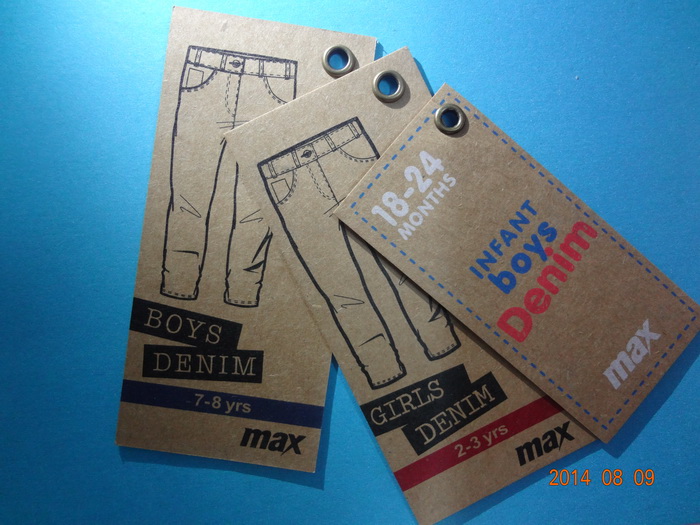 BOYS
DENIM
7-8 yrs
max
GIRLS
DENIM
2-3 yrs
max
18-24
MONTHS
INFANT
boys
Denim
max
2014 08 09